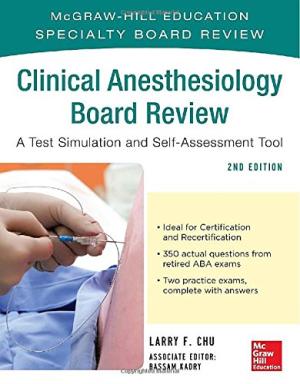 McGRAW-HILL EDUCATION
SPECIALTY BOARD REVIEW
Clinical Anesthesiology
Board Review
A Test Simulation and Self-Assessment Tool
2ND EDITION
• Ideal for Certification
and Recertification
• 350 actual questions from
retired ABA exams
• Two practice exams,
complete with answers
LARRY F. CHU
ASSOCIATE EDITOR:
BASSAM KADRY
Mc
Graw
Hill
Education